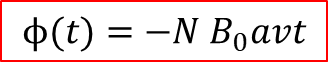 ϕ(t) = −N B₀avt